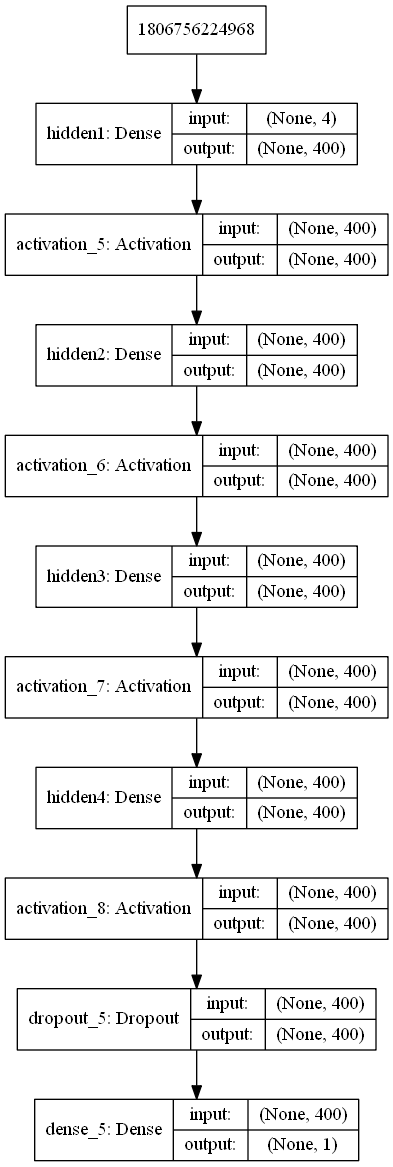 1806756224968
hidden1: Dense
input: (None, 4)
output: (None, 400)
activation_5: Activation
input: (None, 400)
output: (None, 400)
hidden2: Dense
input: (None, 400)
output: (None, 400)
activation_6: Activation
input: (None, 400)
output: (None, 400)
hidden3: Dense
input: (None, 400)
output: (None, 400)
activation_7: Activation
input: (None, 400)
output: (None, 400)
hidden4: Dense
input: (None, 400)
output: (None, 400)
activation_8: Activation
input: (None, 400)
output: (None, 400)
dropout_5: Dropout
input: (None, 400)
output: (None, 400)
dense_5: Dense
input: (None, 400)
output: (None, 1)